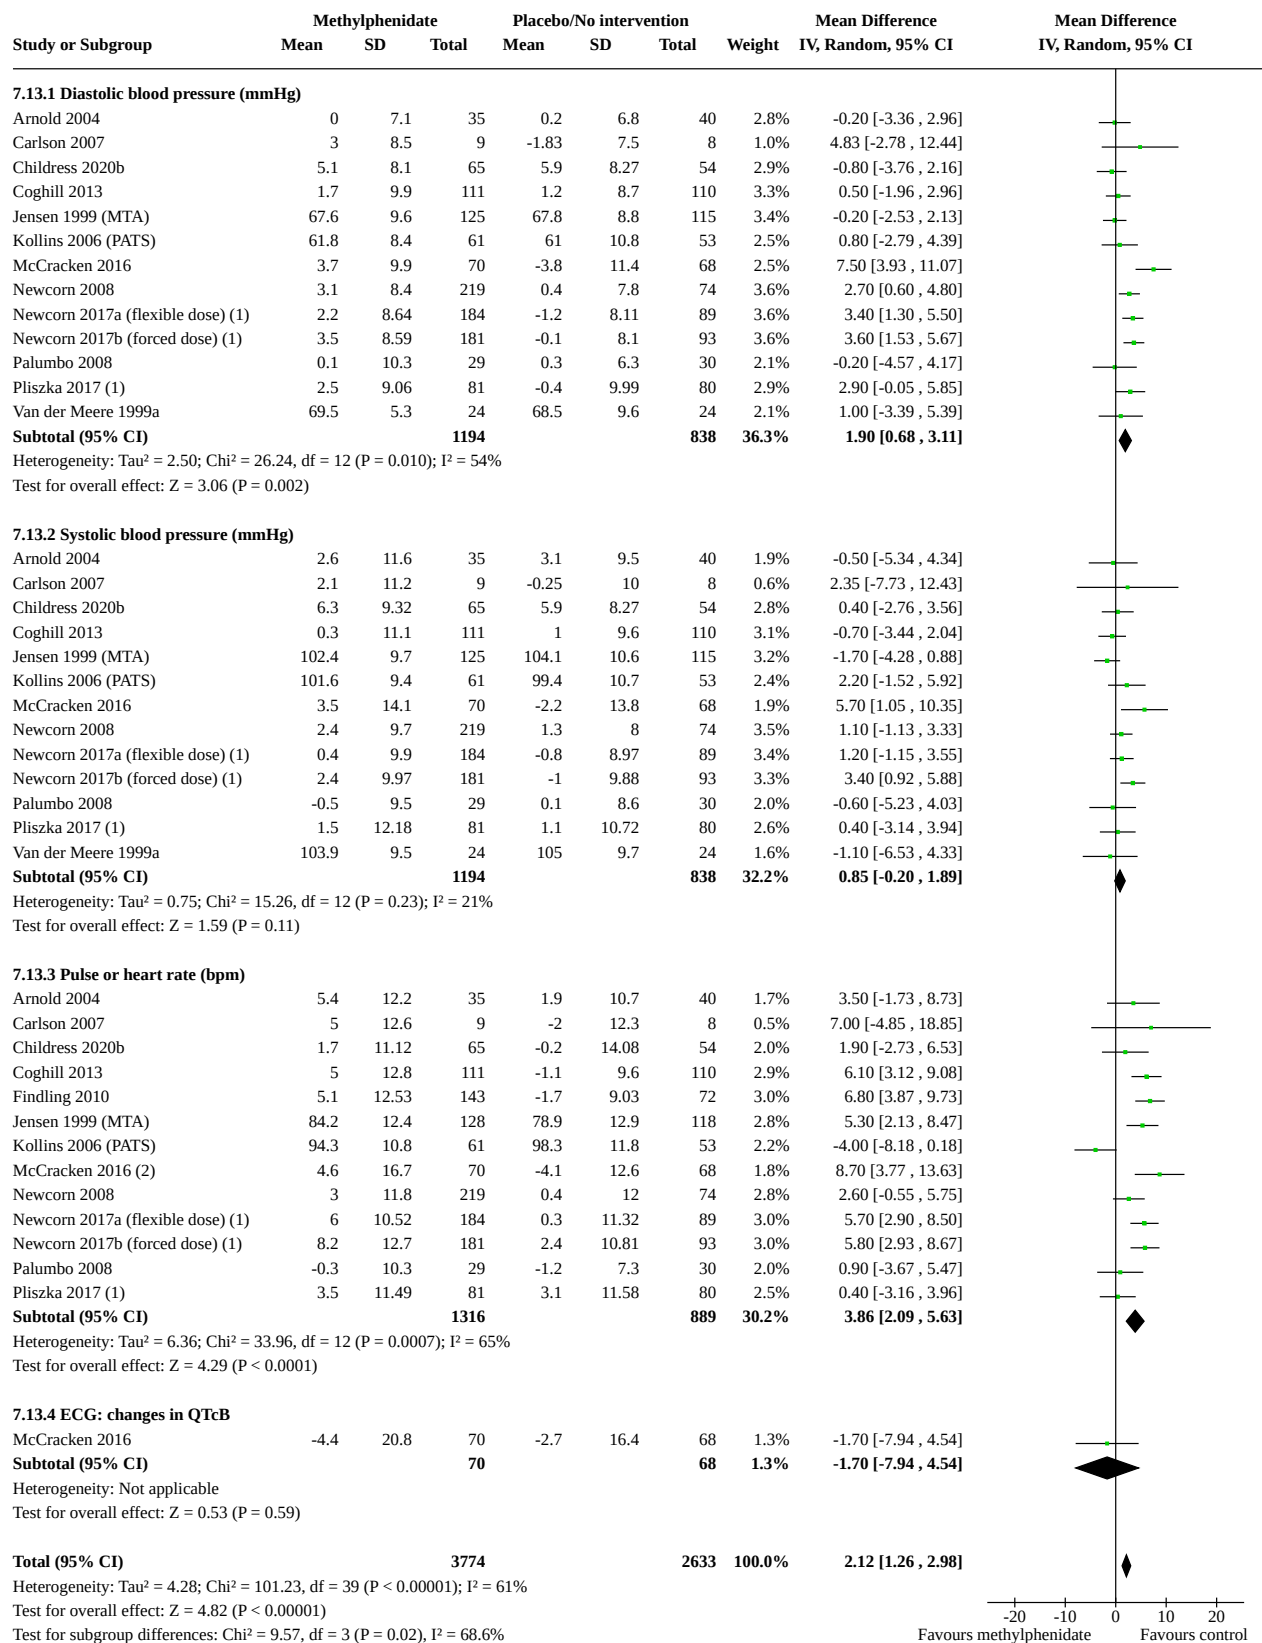 Methylphenidate Placebo/No intervention Mean Difference Mean Difference
Study or Subgroup Mean SD Total Mean SD Total Weight IV, Random, 95% CI IV, Random, 95% CI
7.13.1 Diastolic blood pressure (mmHg)
Arnold 2004 0 7.1 35 0.2 6.8 40 2.8% -0.20 [-3.36 , 2.96]
Carlson 2007 3 8.5 9 -1.83 7.5 8 1.0% 4.83 [-2.78 , 12.44]
Childress 2020b 5.1 8.1 65 5.9 8.27 54 2.9% -0.80 [-3.76 , 2.16]
Coghill 2013 1.7 9.9 111 1.2 8.7 110 3.3% 0.50 [-1.96 , 2.96]
Jensen 1999 (MTA) 67.6 9.6 125 67.8 8.8 115 3.4% -0.20 [-2.53 , 2.13]
Kollins 2006 (PATS) 61.8 8.4 61 61 10.8 53 2.5% 0.80 [-2.79 , 4.39]
McCracken 2016 3.7 9.9 70 -3.8 11.4 68 2.5% 7.50 [3.93 , 11.07]
Newcorn 2008 3.1 8.4 219 0.4 7.8 74 3.6% 2.70 [0.60 , 4.80]
Newcorn 2017a (flexible dose) (1) 2.2 8.64 184 -1.2 8.11 89 3.6% 3.40 [1.30 , 5.50]
Newcorn 2017b (forced dose) (1) 3.5 8.59 181 -0.1 8.1 93 3.6% 3.60 [1.53 , 5.67]
Palumbo 2008 0.1 10.3 29 0.3 6.3 30 2.1% -0.20 [-4.57 , 4.17]
Pliszka 2017 (1) 2.5 9.06 81 -0.4 9.99 80 2.9% 2.90 [-0.05 , 5.85]
Van der Meere 1999a 69.5 5.3 24 68.5 9.6 24 2.1% 1.00 [-3.39 , 5.39]
Subtotal (95% CI) 1194 838 36.3% 1.90 [0.68 , 3.11]
Heterogeneity: Tau² = 2.50; Chi² = 26.24, df = 12 (P = 0.010); I² = 54%
Test for overall effect: Z = 3.06 (P = 0.002)
7.13.2 Systolic blood pressure (mmHg)
Arnold 2004 2.6 11.6 35 3.1 9.5 40 1.9% -0.50 [-5.34 , 4.34]
Carlson 2007 2.1 11.2 9 -0.25 10 8 0.6% 2.35 [-7.73 , 12.43]
Childress 2020b 6.3 9.32 65 5.9 8.27 54 2.8% 0.40 [-2.76 , 3.56]
Coghill 2013 0.3 11.1 111 1 9.6 110 3.1% -0.70 [-3.44 , 2.04]
Jensen 1999 (MTA) 102.4 9.7 125 104.1 10.6 115 3.2% -1.70 [-4.28 , 0.88]
Kollins 2006 (PATS) 101.6 9.4 61 99.4 10.7 53 2.4% 2.20 [-1.52 , 5.92]
McCracken 2016 3.5 14.1 70 -2.2 13.8 68 1.9% 5.70 [1.05 , 10.35]
Newcorn 2008 2.4 9.7 219 1.3 8 74 3.5% 1.10 [-1.13 , 3.33]
Newcorn 2017a (flexible dose) (1) 0.4 9.9 184 -0.8 8.97 89 3.4% 1.20 [-1.15 , 3.55]
Newcorn 2017b (forced dose) (1) 2.4 9.97 181 -1 9.88 93 3.3% 3.40 [0.92 , 5.88]
Palumbo 2008 -0.5 9.5 29 0.1 8.6 30 2.0% -0.60 [-5.23 , 4.03]
Pliszka 2017 (1) 1.5 12.18 81 1.1 10.72 80 2.6% 0.40 [-3.14 , 3.94]
Van der Meere 1999a 103.9 9.5 24 105 9.7 24 1.6% -1.10 [-6.53 , 4.33]
Subtotal (95% CI) 1194 838 32.2% 0.85 [-0.20 , 1.89]
Heterogeneity: Tau² = 0.75; Chi² = 15.26, df = 12 (P = 0.23); I² = 21%
Test for overall effect: Z = 1.59 (P = 0.11)
7.13.3 Pulse or heart rate (bpm)
Arnold 2004 5.4 12.2 35 1.9 10.7 40 1.7% 3.50 [-1.73 , 8.73]
Carlson 2007 5 12.6 9 -2 12.3 8 0.5% 7.00 [-4.85 , 18.85]
Childress 2020b 1.7 11.12 65 -0.2 14.08 54 2.0% 1.90 [-2.73 , 6.53]
Coghill 2013 5 12.8 111 -1.1 9.6 110 2.9% 6.10 [3.12 , 9.08]
Findling 2010 5.1 12.53 143 -1.7 9.03 72 3.0% 6.80 [3.87 , 9.73]
Jensen 1999 (MTA) 84.2 12.4 128 78.9 12.9 118 2.8% 5.30 [2.13 , 8.47]
Kollins 2006 (PATS) 94.3 10.8 61 98.3 11.8 53 2.2% -4.00 [-8.18 , 0.18]
McCracken 2016 (2) 4.6 16.7 70 -4.1 12.6 68 1.8% 8.70 [3.77 , 13.63]
Newcorn 2008 3 11.8 219 0.4 12 74 2.8% 2.60 [-0.55 , 5.75]
Newcorn 2017a (flexible dose) (1) 6 10.52 184 0.3 11.32 89 3.0% 5.70 [2.90 , 8.50]
Newcorn 2017b (forced dose) (1) 8.2 12.7 181 2.4 10.81 93 3.0% 5.80 [2.93 , 8.67]
Palumbo 2008 -0.3 10.3 29 -1.2 7.3 30 2.0% 0.90 [-3.67 , 5.47]
Pliszka 2017 (1) 3.5 11.49 81 3.1 11.58 80 2.5% 0.40 [-3.16 , 3.96]
Subtotal (95% CI) 1316 889 30.2% 3.86 [2.09 , 5.63]
Heterogeneity: Tau² = 6.36; Chi² = 33.96, df = 12 (P = 0.0007); I² = 65%
Test for overall effect: Z = 4.29 (P < 0.0001)
7.13.4 ECG: changes in QTcB
McCracken 2016 -4.4 20.8 70 -2.7 16.4 68 1.3% -1.70 [-7.94 , 4.54]
Subtotal (95% CI) 70 68 1.3% -1.70 [-7.94 , 4.54]
Heterogeneity: Not applicable
Test for overall effect: Z = 0.53 (P = 0.59)
Total (95% CI) 3774 2633 100.0% 2.12 [1.26 , 2.98]
Heterogeneity: Tau² = 4.28; Chi² = 101.23, df = 39 (P < 0.00001); I² = 61%
Test for overall effect: Z = 4.82 (P < 0.00001)
-20 -10 0 10 20
Test for subgroup differences: Chi² = 9.57, df = 3 (P = 0.02), I² = 68.6% Favours methylphenidate Favours control